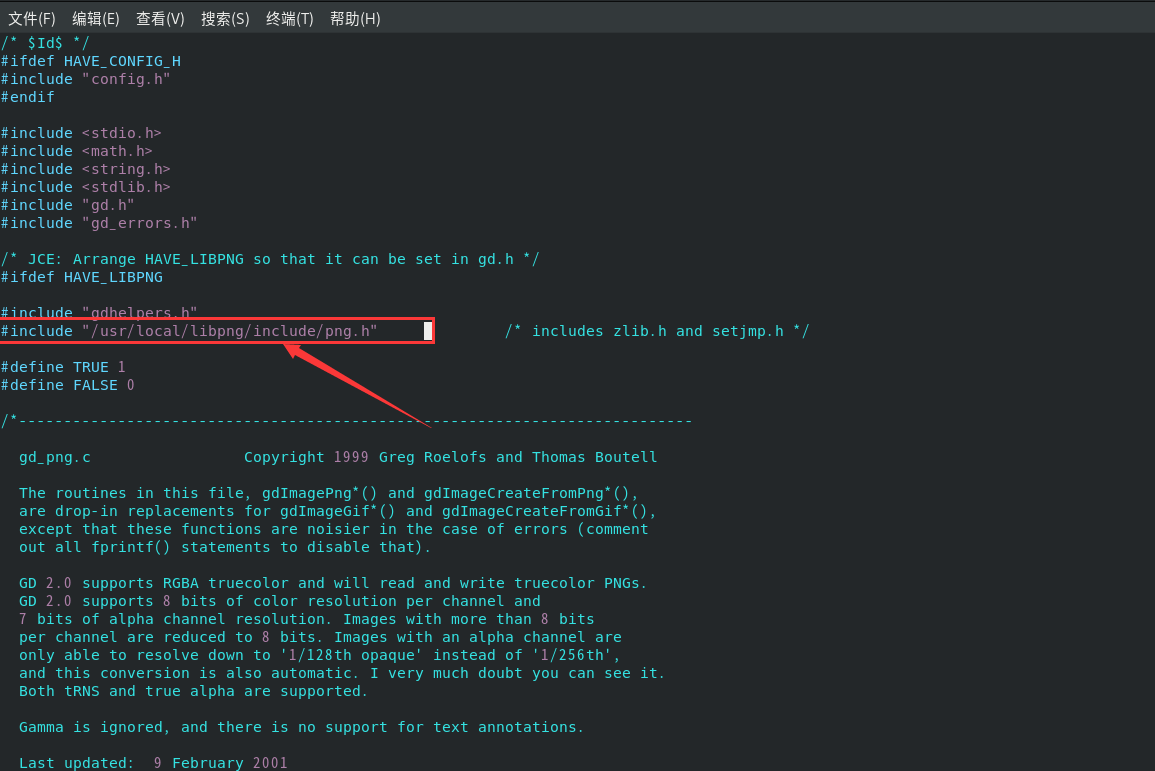 文件(F) 编辑(E) 查看(V) 搜索(S) 终端(T) 帮助(H)
/* $Id$ */
#ifdef HAVE_CONFIG_H
#include "config.h"
#endif
#include <stdio.h>
#include <math.h>
#include <string.h>
#include <stdlib.h>
#include "gd.h"
#include "gd_errors.h"
/* JCE: Arrange HAVE_LIBPNG so that it can be set in gd.h */
#ifdef HAVE_LIBPNG
#include "gdhelpers.h"
#include "/usr/local/libpng/include/png.h" /* includes zlib.h and setjmp.h */
#define TRUE 1
#define FALSE 0
/*---------------------------------------------------------------------------
gd_png.c Copyright 1999 Greg Roelofs and Thomas Boutell
The routines in this file, gdImagePng*() and gdImageCreateFromPng*(),
are drop-in replacements for gdImageGif*() and gdImageCreateFromGif*(),
except that these functions are noisier in the case of errors (comment
out all fprintf() statements to disable that).
GD 2.0 supports RGBA truecolor and will read and write truecolor PNGs.
GD 2.0 supports 8 bits of color resolution per channel and
7 bits of alpha channel resolution. Images with more than 8 bits
per channel are reduced to 8 bits. Images with an alpha channel are
only able to resolve down to '1/128th opaque' instead of '1/256th',
and this conversion is also automatic. I very much doubt you can see it.
Both tRNS and true alpha are supported.
Gamma is ignored, and there is no support for text annotations.
Last updated: 9 February 2001